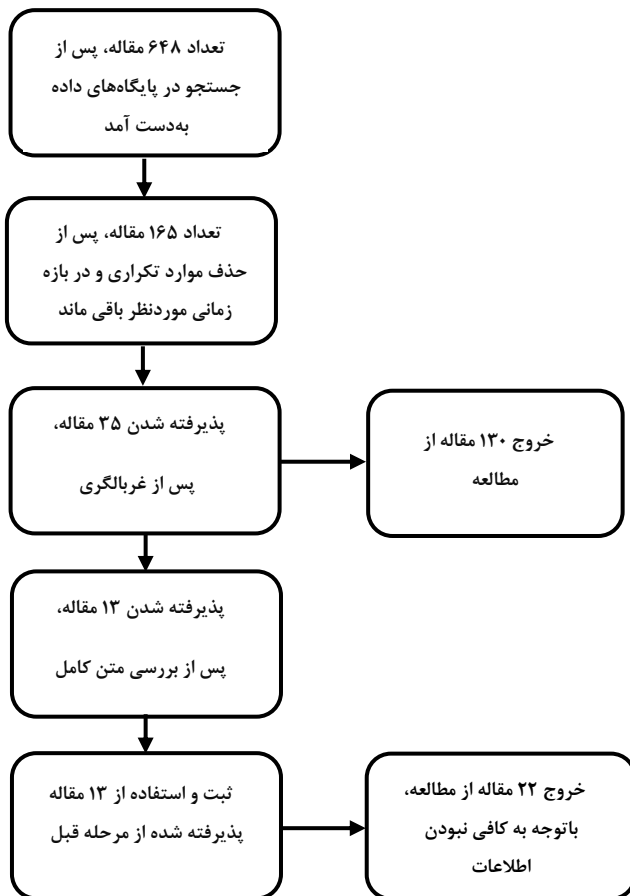 تعداد ۶۴۸ مقاله، پس از
جستجو در پایگاه‌های داده
به‌دست آمد
تعداد ۱۶۵ مقاله، پس از
حذف موارد تکراری و در بازه
زمانی موردنظر باقی ماند
پذیرفته شدن ۳۵ مقاله،
پس از غربالگری
خروج ۱۳۰ مقاله از
مطالعه
پذیرفته شدن ۱۳ مقاله،
پس از بررسی متن کامل
ثبت و استفاده از ۱۳ مقاله
پذیرفته شده از مرحله قبل
خروج ۲۲ مقاله از مطالعه،
باتوجه به کافی نبودن
اطلاعات